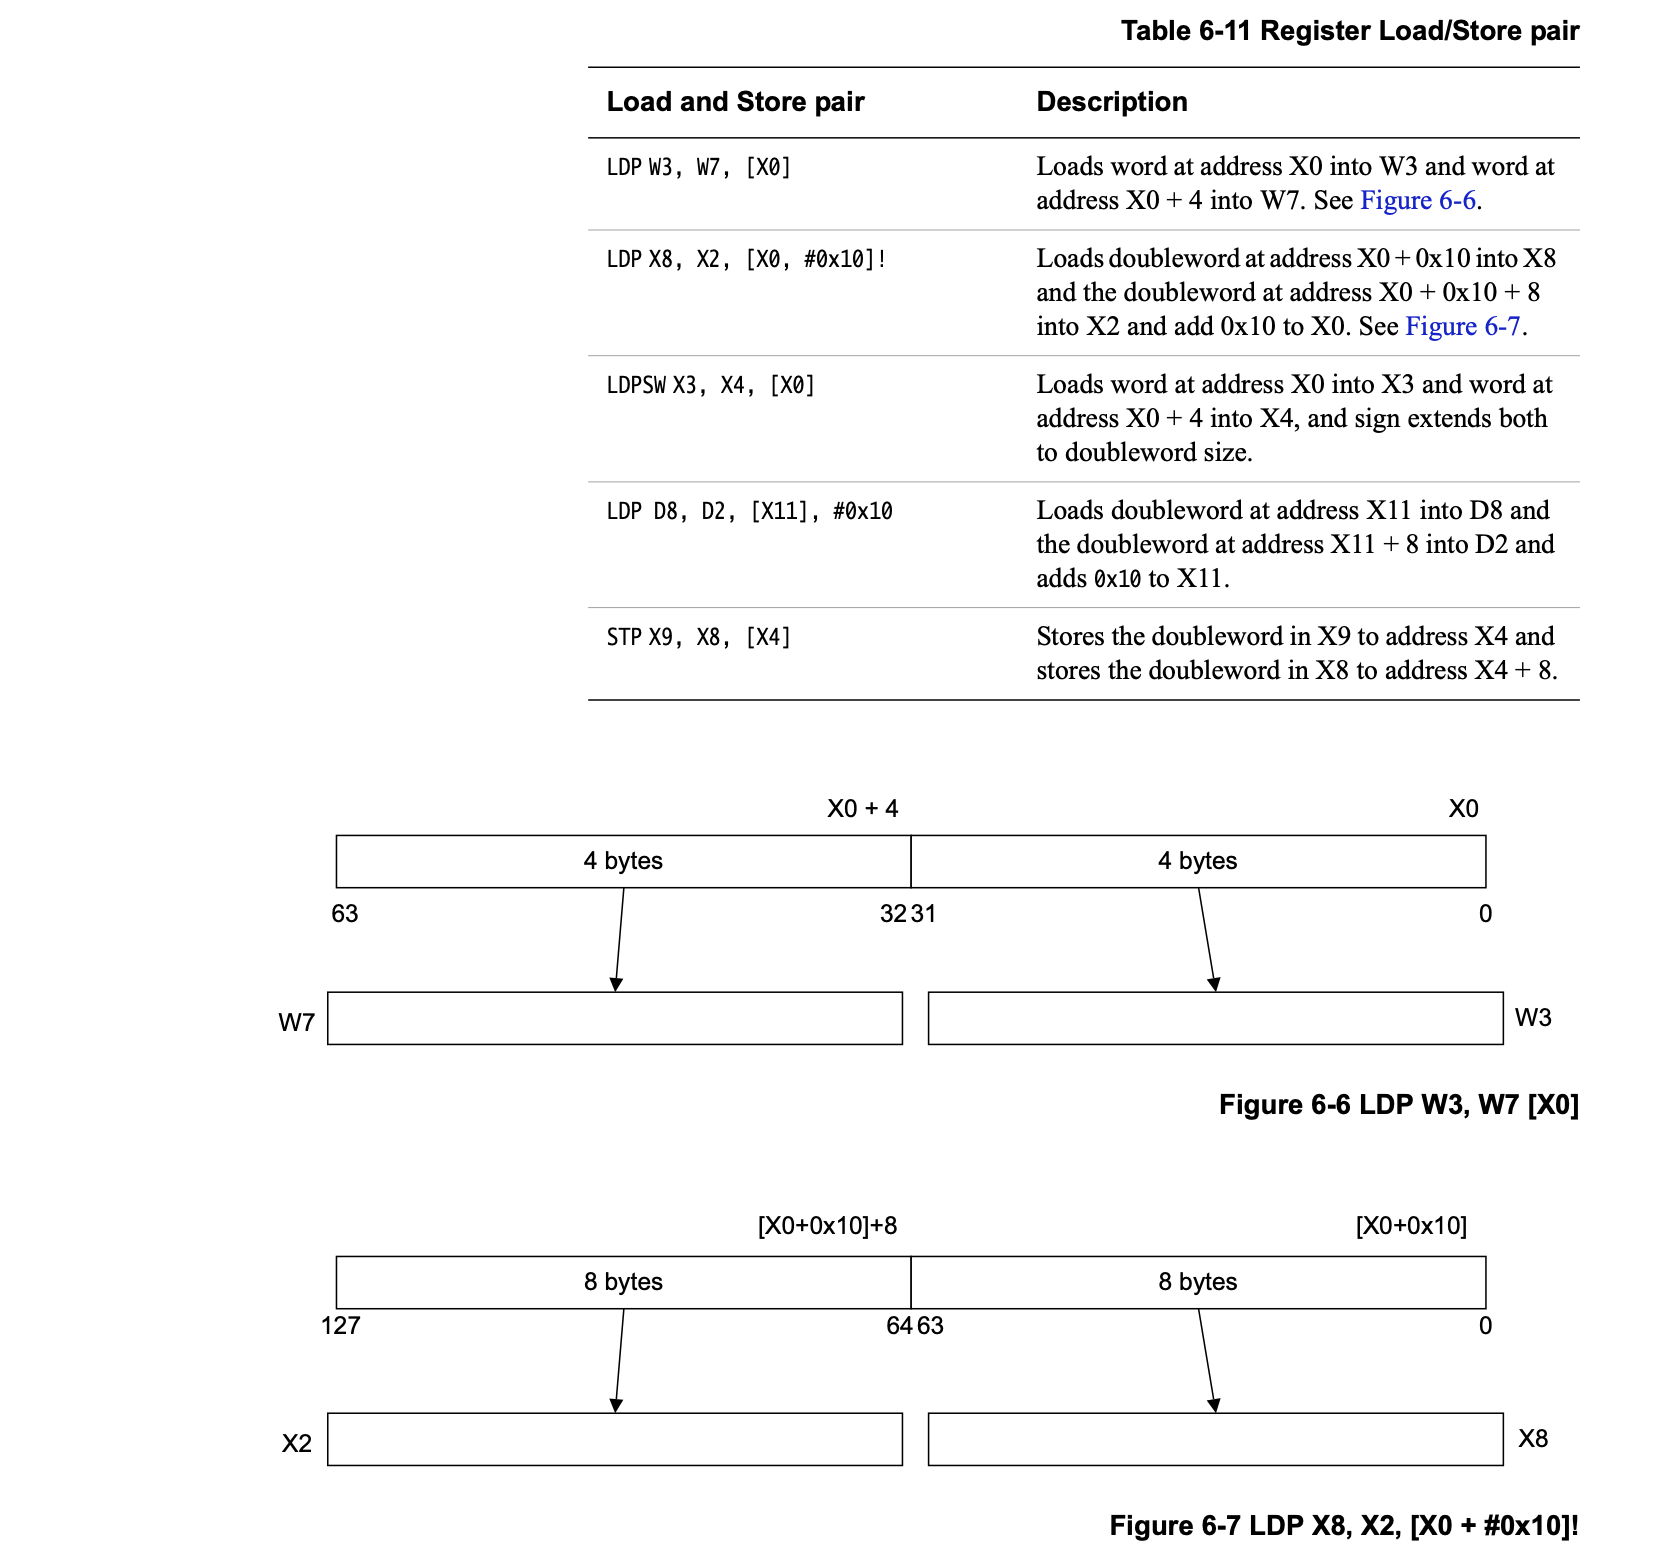 Table 6-11 Register Load/Store pair
Load and Store pair Description
LDP W3, W7, [X0] Loads word at address X0 into W3 and word at
address X0 + 4 into W7. See Figure 6-6.
LDP X8, X2, [X0, #0x10]! Loads doubleword at address X0 + 0x10 into X8
and the doubleword at address X0 + 0x10 + 8
into X2 and add 0x10 to X0. See Figure 6-7.
LDPSW X3, X4, [X0] Loads word at address X0 into X3 and word at
address X0 + 4 into X4, and sign extends both
to doubleword size.
LDP D8, D2, [X11], #0x10 Loads doubleword at address X11 into D8 and
the doubleword at address X11 + 8 into D2 and
adds 0x10 to X11.
STP X9, X8, [X4] Stores the doubleword in X9 to address X4 and
stores the doubleword in X8 to address X4 + 8.
X0 + 4 X0
4 bytes 4 bytes
63 32 31 0
W7 W3
Figure 6-6 LDP W3, W7 [X0]
[X0+0x10]+8 [X0+0x10]
8 bytes 8 bytes
127 64 63 0
X2 X8
Figure 6-7 LDP X8, X2, [X0 + #0x10]!